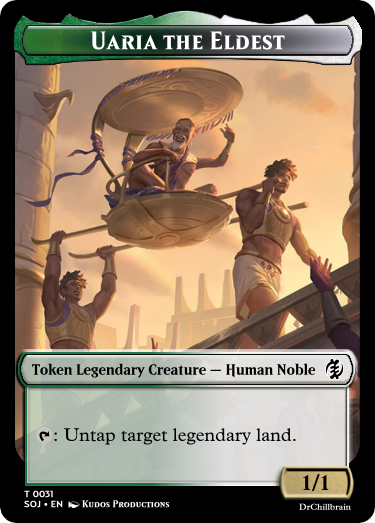 Uaria the Eldest
Token Legendary Creature — Human Noble
: Untap target legendary land.
1/1
T 0031
SOJ • EN Kudos Productions
DrChillbrain